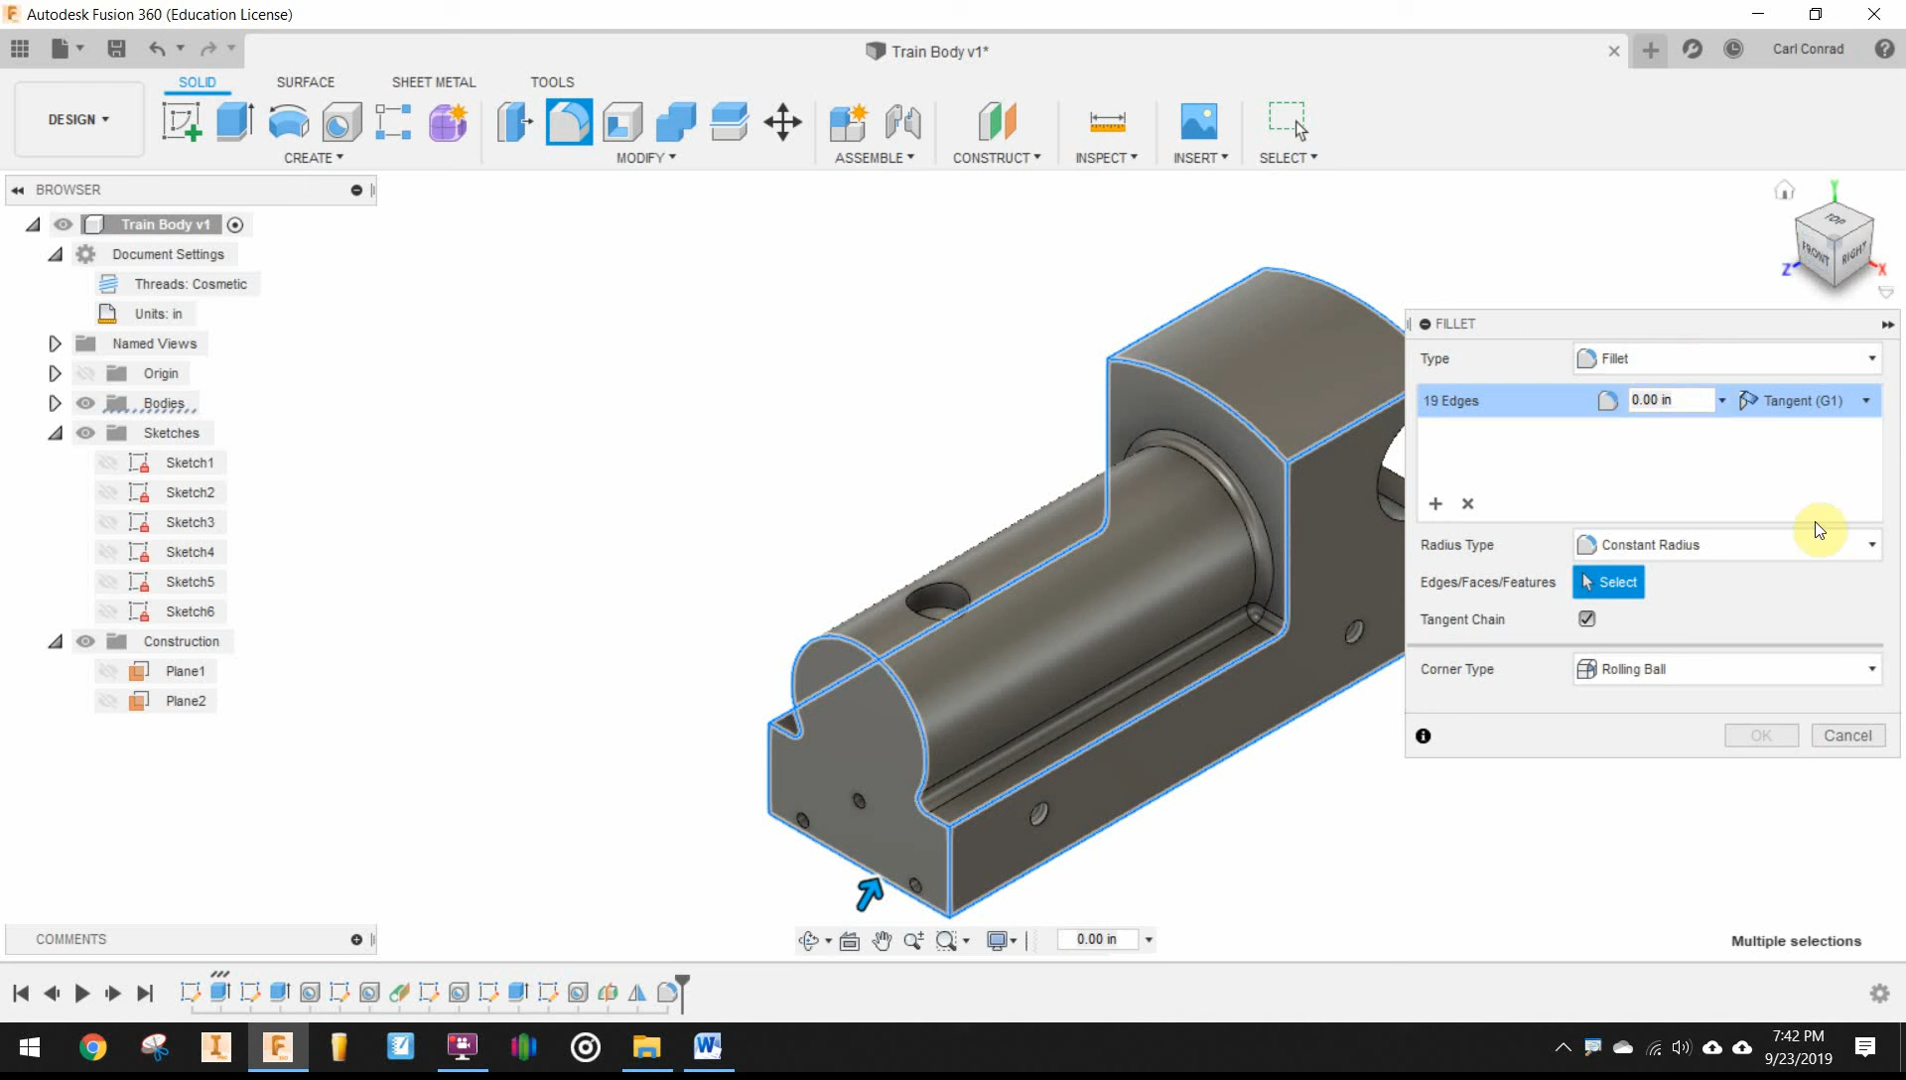 Autodesk Fusion 360 (Education License)
Train Body v1*
Carl Conrad
SOLID
SURFACE
SHEET METAL
TOOLS
DESIGN
CREATE
MODIFY
ASSEMBLE
CONSTRUCT
INSPECT
INSERT
SELECT
BROWSER
Train Body v1
Document Settings
Threads: Cosmetic
Units: in
Named Views
Origin
Bodies
Sketches
Sketch1
Sketch2
Sketch3
Sketch4
Sketch5
Sketch6
Construction
Plane1
Plane2
Y
TOP
FRONT
RIGHT
Z
X
FILLET
Type
Fillet
19 Edges
0.00 in
Tangent (G1)
Radius Type
Constant Radius
Edges/Faces/Features
Select
Tangent Chain
Corner Type
Rolling Ball
OK
Cancel
COMMENTS
0.00 in
Multiple selections
7:42 PM
9/23/2019